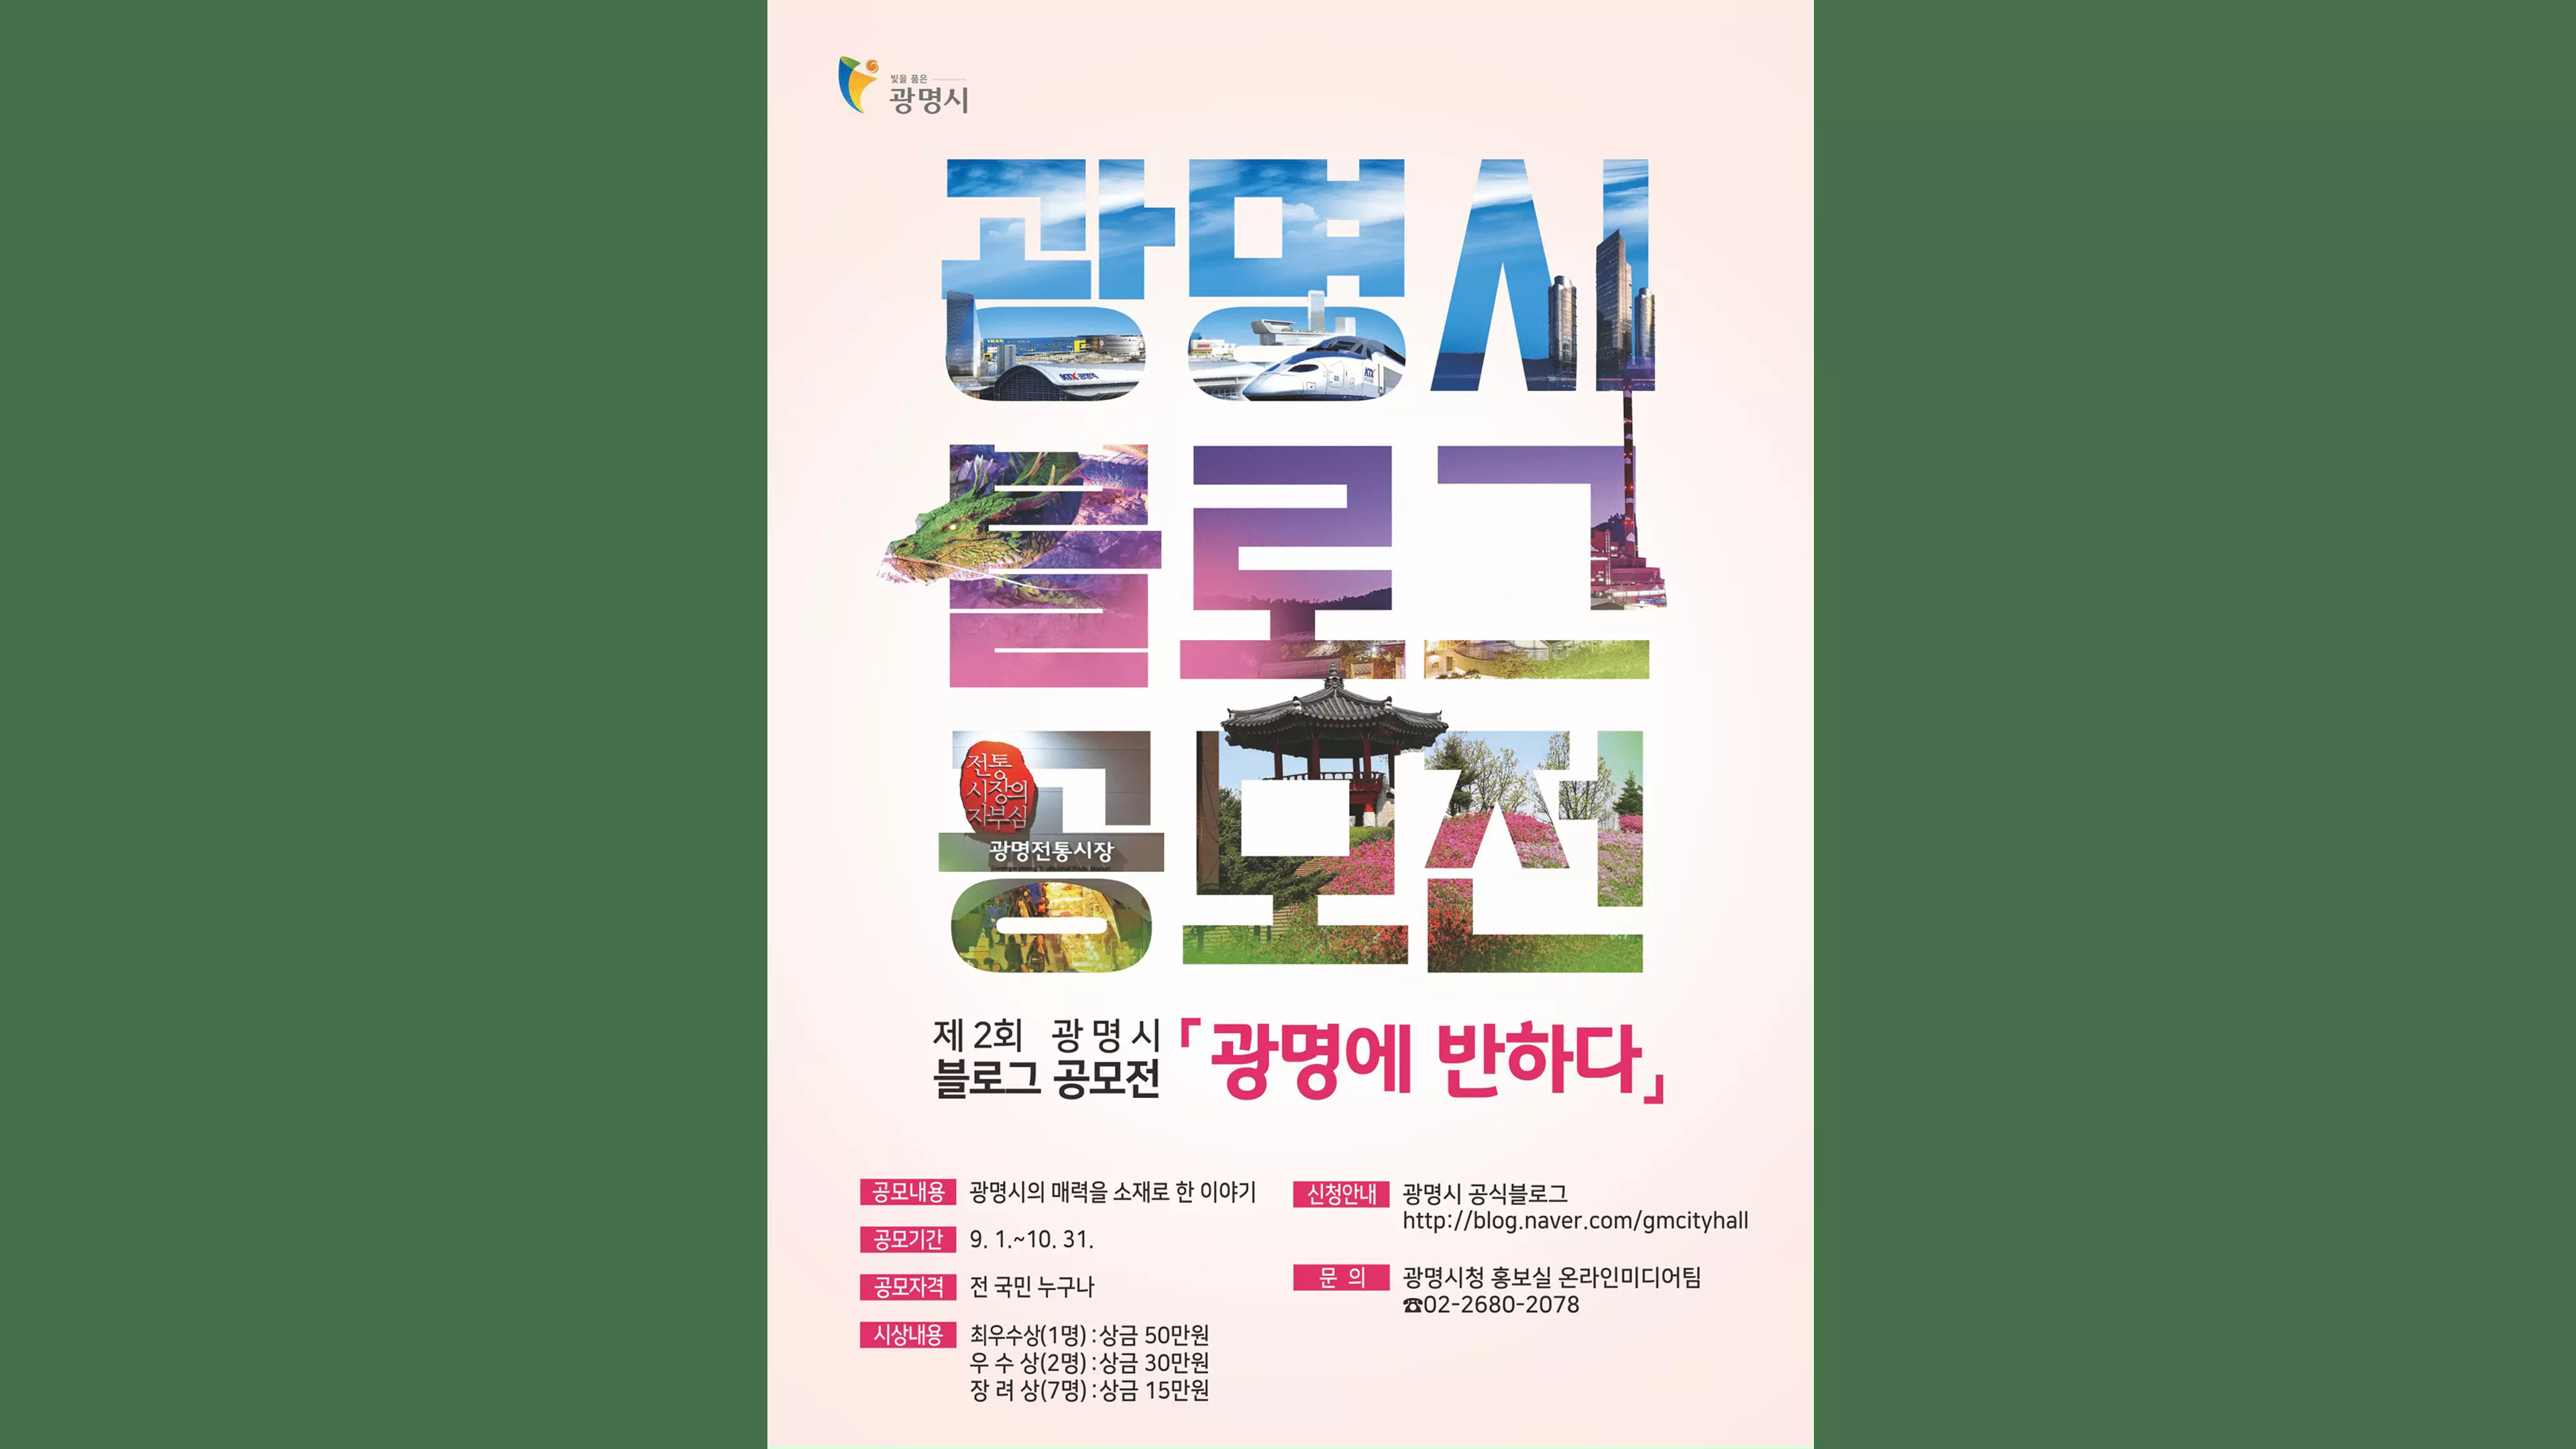 빛을 품은
광명시
광명시
KTX 광명역
KTX
블로그
공모전
전통
시장의
자부심
광명전통시장
제 2회 광 명 시
블로그 공모전
「광명에 반하다」
공모내용 광명시의 매력을 소재로 한 이야기
공모기간 9. 1.~10. 31.
공모자격 전 국민 누구나
시상내용 최우수상(1명) : 상금 50만원
우 수 상(2명) : 상금 30만원
장 려 상(7명) : 상금 15만원
신청안내 광명시 공식블로그
http://blog.naver.com/gmcityhall
문 의 광명시청 홍보실 온라인미디어팀
☎02-2680-2078